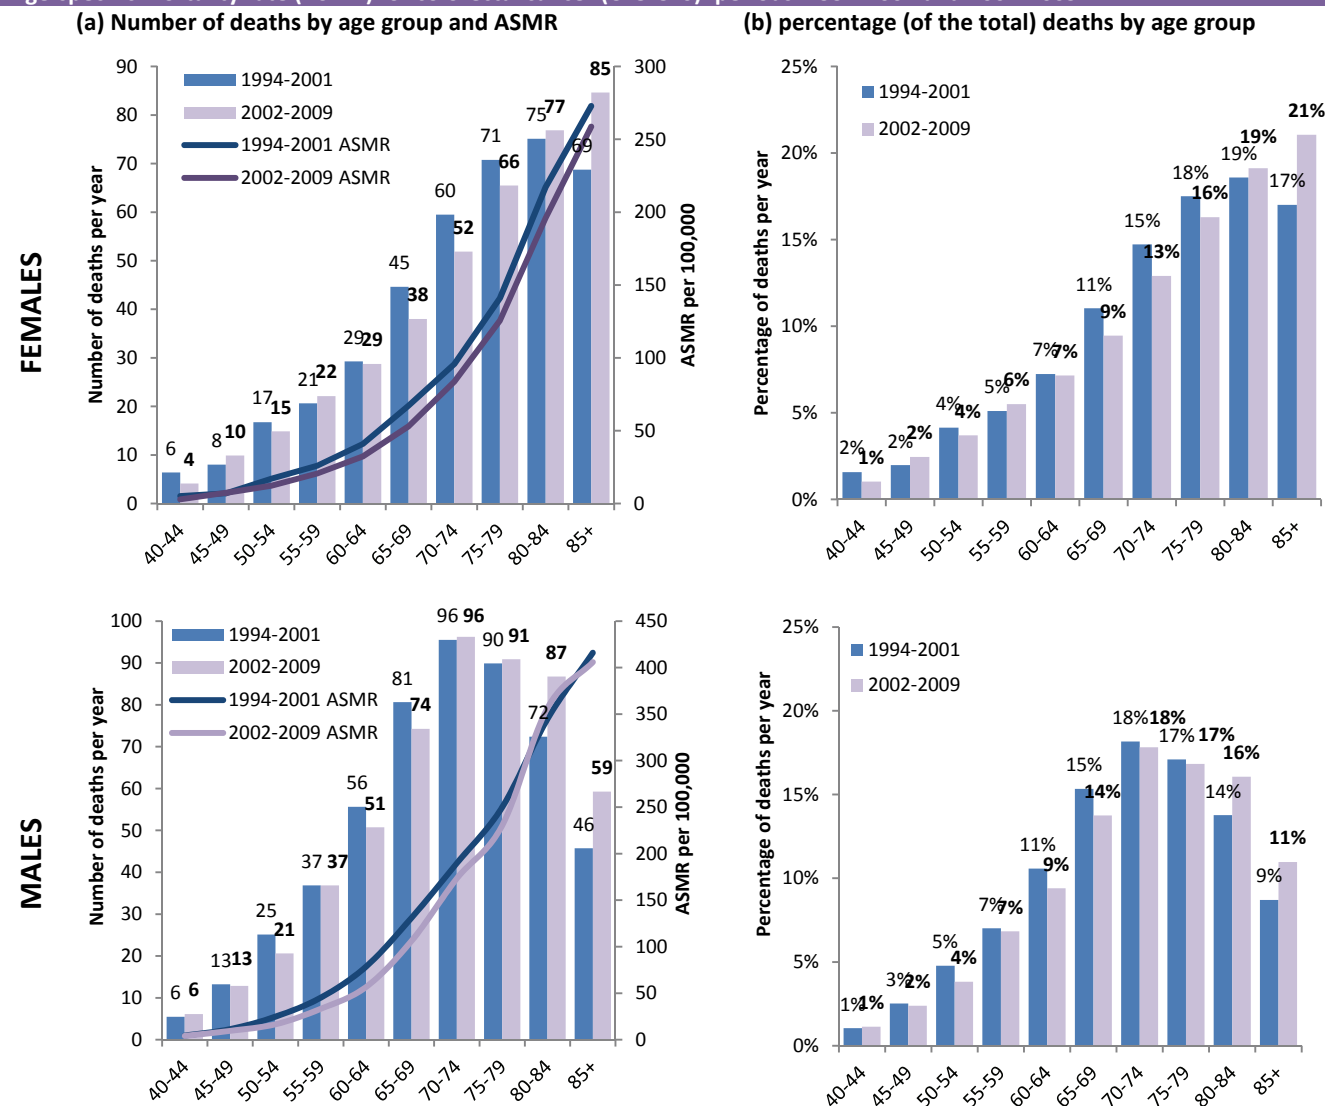 (a) Number of deaths by age group and ASMR
(b) percentage (of the total) deaths by age group
FEMALES
Number of deaths per year
90
80
70
60
50
40
30
20
10
0
1994-2001
2002-2009
1994-2001 ASMR
2002-2009 ASMR
6 4 8 10 17 15 21 22 29 29 45 38 60 52 71 66 75 77 69 85
300
250
200
150
100
50
0
ASMR per 100,000
40-44 45-49 50-54 55-59 60-64 65-69 70-74 75-79 80-84 85+
Percentage of deaths per year
25%
20%
15%
10%
5%
0%
1994-2001
2002-2009
2% 1% 2% 2% 4% 4% 5% 6% 7% 7% 11% 9% 15% 13% 18% 16% 19% 19% 17% 21%
40-44 45-49 50-54 55-59 60-64 65-69 70-74 75-79 80-84 85+
MALES
Number of deaths per year
100
90
80
70
60
50
40
30
20
10
0
1994-2001
2002-2009
1994-2001 ASMR
2002-2009 ASMR
6 6 13 13 25 21 37 37 56 51 81 74 96 96 90 91 72 87 46 59
450
400
350
300
250
200
150
100
50
0
ASMR per 100,000
40-44 45-49 50-54 55-59 60-64 65-69 70-74 75-79 80-84 85+
Percentage of deaths per year
25%
20%
15%
10%
5%
0%
1994-2001
2002-2009
1% 1% 3% 2% 5% 4% 7% 7% 11% 9% 15% 14% 18% 18% 17% 17% 14% 16% 9% 11%
40-44 45-49 50-54 55-59 60-64 65-69 70-74 75-79 80-84 85+